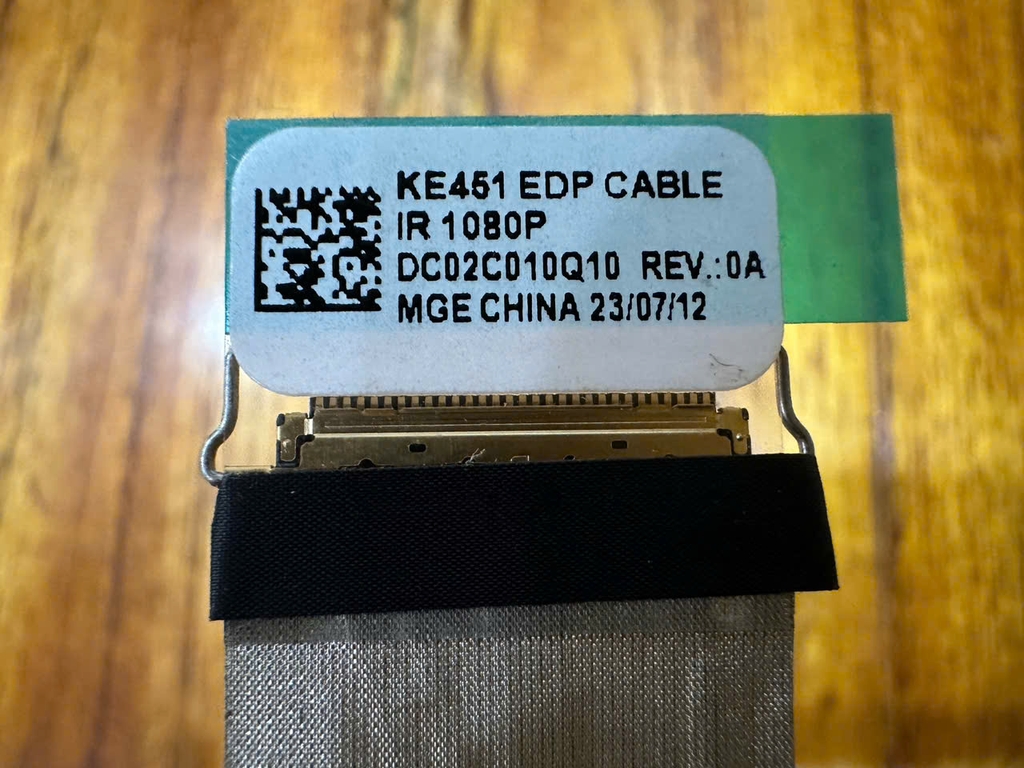 KE451 EDP CABLE
IR 1080P
DC02C010Q10 REV.:0A
MGE CHINA 23/07/12